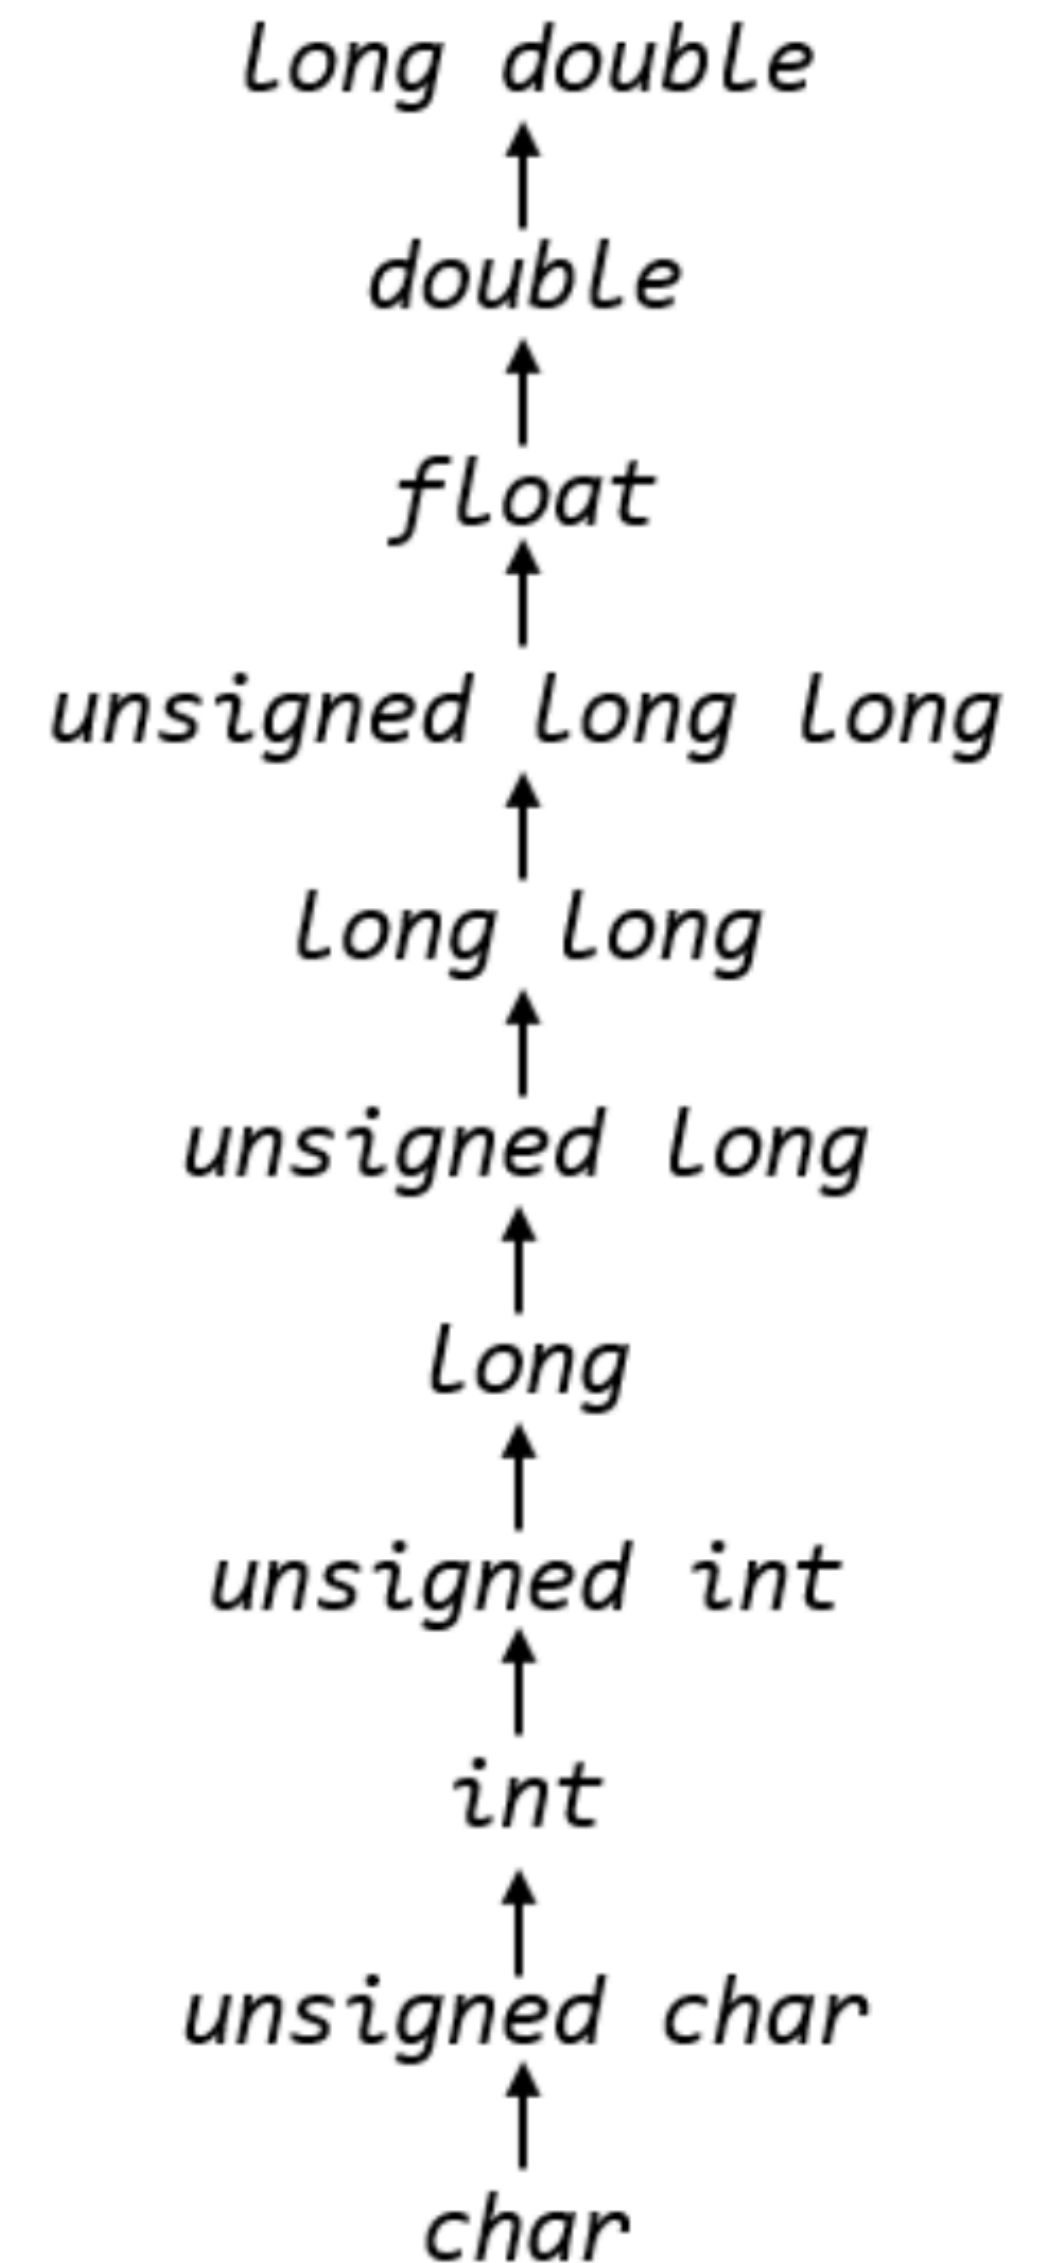 long double
double
float
unsigned long long
long long
unsigned long
long
unsigned int
int
unsigned char
char